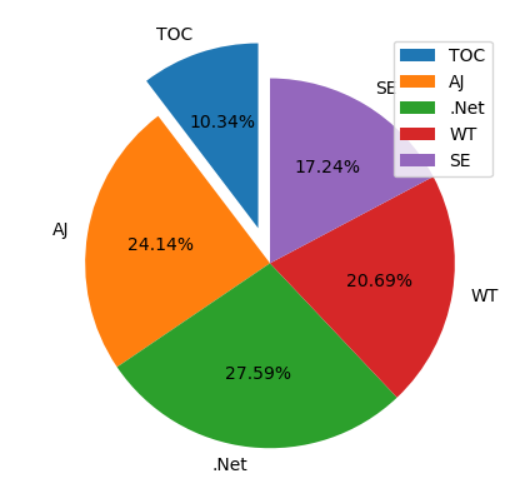 TOC
TOC
AJ
.Net
WT
SE
SE
10.34%
17.24%
AJ
24.14%
20.69%
WT
27.59%
.Net